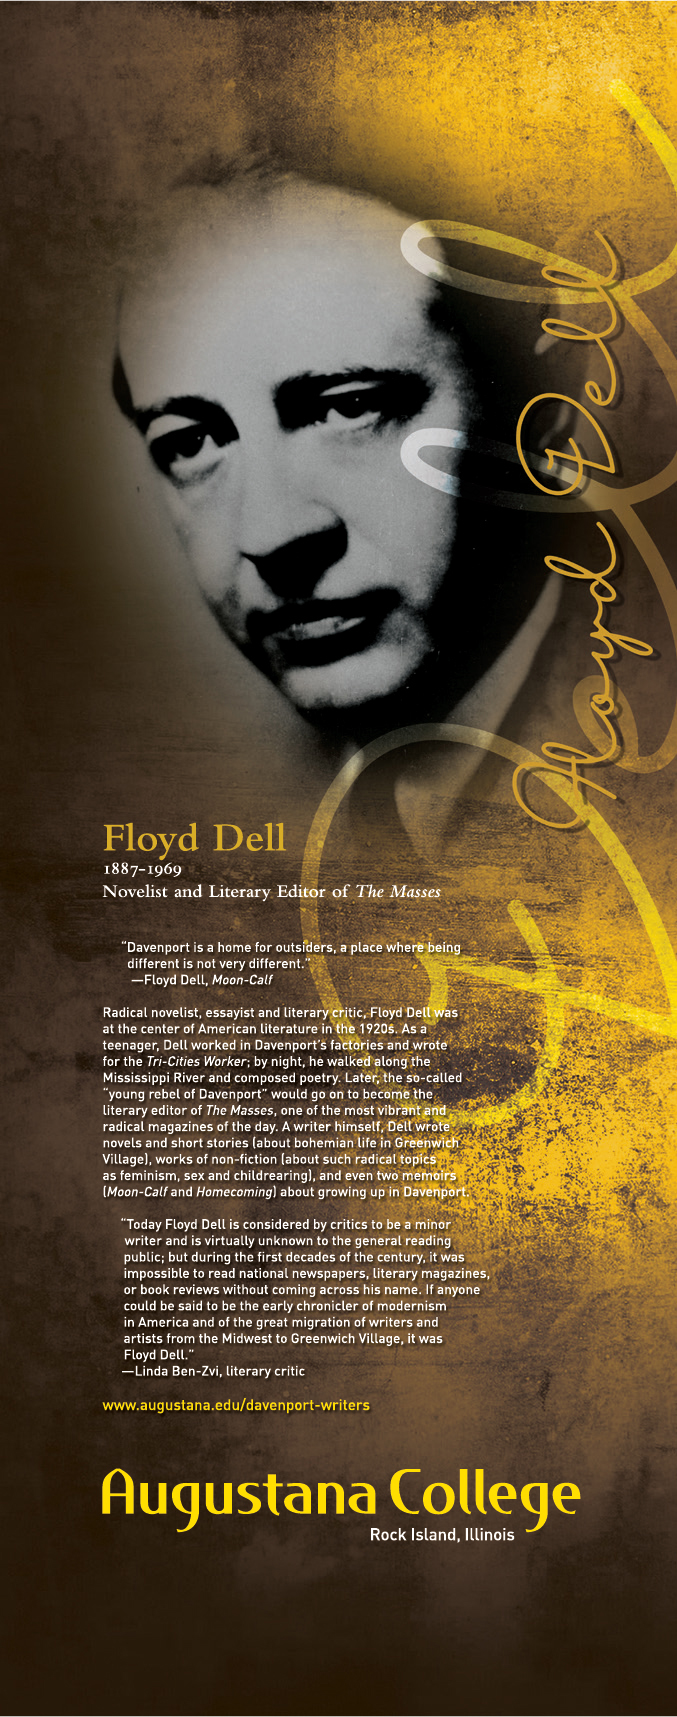 Floyd Dell
Floyd Dell
1887-1969
Novelist and Literary Editor of The Masses
“Davenport is a home for outsiders, a place where being
different is not very different.”
—Floyd Dell, Moon-Calf
Radical novelist, essayist and literary critic, Floyd Dell was
at the center of American literature in the 1920s. As a
teenager, Dell worked in Davenport’s factories and wrote
for the Tri-Cities Worker; by night, he walked along the
Mississippi River and composed poetry. Later, the so-called
“young rebel of Davenport” would go on to become the
literary editor of The Masses, one of the most vibrant and
radical magazines of the day. A writer himself, Dell wrote
novels and short stories (about bohemian life in Greenwich
Village), works of non-fiction (about such radical topics
as feminism, sex and childrearing), and even two memoirs
(Moon-Calf and Homecoming) about growing up in Davenport.
“Today Floyd Dell is considered by critics to be a minor
writer and is virtually unknown to the general reading
public; but during the first decades of the century, it was
impossible to read national newspapers, literary magazines,
or book reviews without coming across his name. If anyone
could be said to be the early chronicler of modernism
in America and of the great migration of writers and
artists from the Midwest to Greenwich Village, it was
Floyd Dell.”
—Linda Ben-Zvi, literary critic
www.augustana.edu/davenport-writers
Augustana College
Rock Island, Illinois